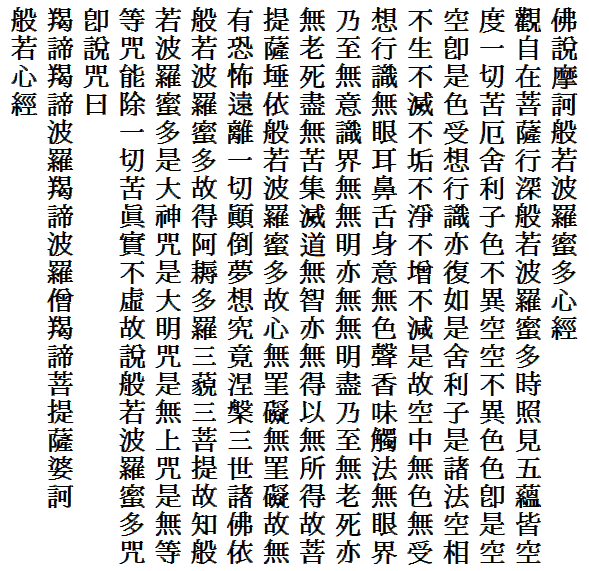 佛說摩訶般若波羅蜜多心經
觀自在菩薩行深般若波羅蜜多時照見五蘊皆空
度一切苦厄舍利子色不異空空不異色色卽是空
空卽是色受想行識亦復如是舍利子是諸法空相
不生不滅不垢不淨不增不減是故空中無色無受
想行識無眼耳鼻舌身意無色聲香味觸法無眼界
乃至無意識界無無明亦無無明盡乃至無老死亦
無老死盡無苦集滅道無智亦無得以無所得故菩
提薩埵依般若波羅蜜多故心無罣礙無罣礙故無
有恐怖遠離一切顚倒夢想究竟涅槃三世諸佛依
般若波羅蜜多故得阿耨多羅三藐三菩提故知般
若波羅蜜多是大神咒是大明咒是無上咒是無等
等咒能除一切苦眞實不虛故說般若波羅蜜多咒
卽說咒曰
羯諦羯諦波羅羯諦波羅僧羯諦菩提薩婆訶
般若心經